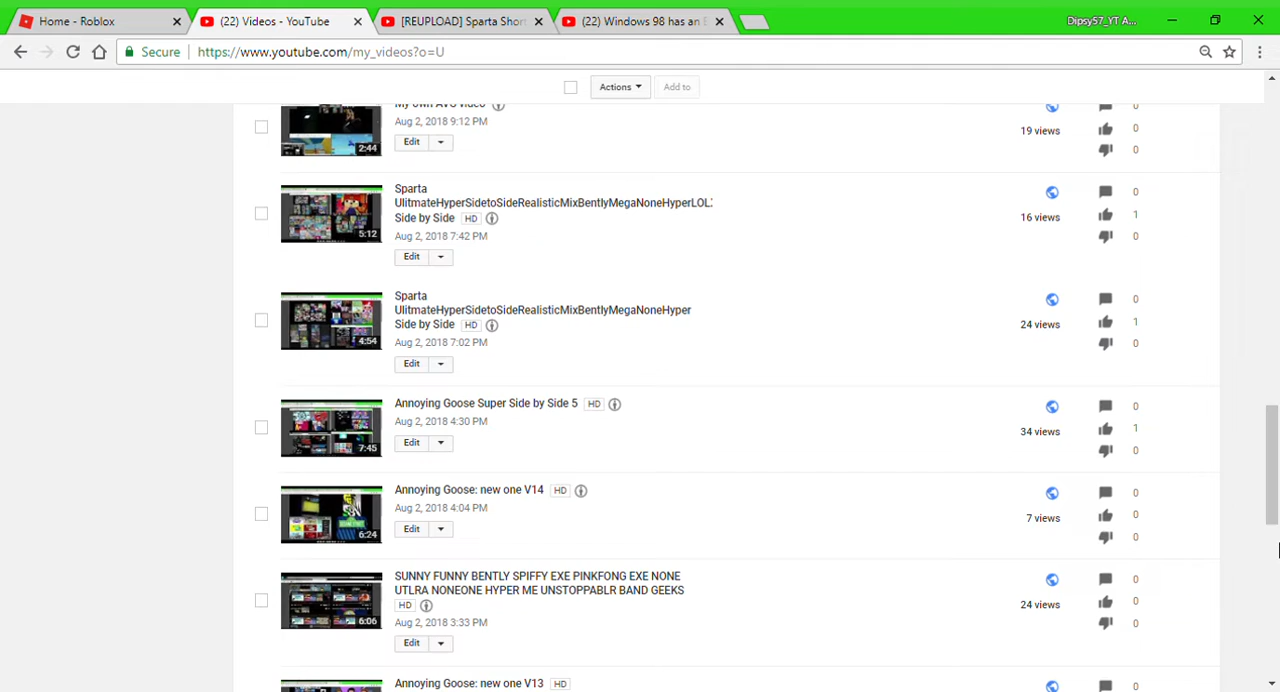 Home - Roblox
(22) Videos - YouTube
[REUPLOAD] Sparta Short
(22) Windows 98 has an E
Dipsy57_YT A...
Secure
https://www.youtube.com/my_videos?o=U
Actions
Add to
My own AVS video
Aug 2, 2018 9:12 PM
Edit
2:44
19 views
0
0
0
Sparta
UlitmateHyperSidetoSideRealisticMixBentlyMegaNoneHyperLOL
Side by Side HD
Aug 2, 2018 7:42 PM
Edit
5:12
16 views
0
1
0
Sparta
UlitmateHyperSidetoSideRealisticMixBentlyMegaNoneHyper
Side by Side HD
Aug 2, 2018 7:02 PM
Edit
4:54
24 views
0
1
0
Annoying Goose Super Side by Side 5 HD
Aug 2, 2018 4:30 PM
Edit
7:45
34 views
0
1
0
Annoying Goose: new one V14 HD
Aug 2, 2018 4:04 PM
Edit
6:24
7 views
0
0
0
SUNNY FUNNY BENTLY SPIFFY EXE PINKFONG EXE NONE
UTLRA NONEONE HYPER ME UNSTOPPABLR BAND GEEKS
HD
Aug 2, 2018 3:33 PM
Edit
6:06
24 views
0
0
0
Annoying Goose: new one V13 HD
0